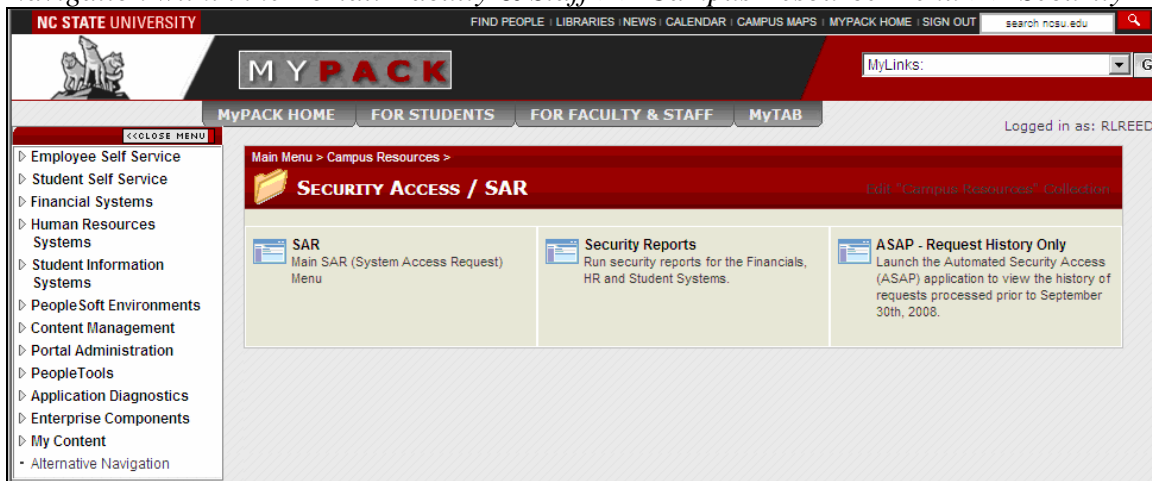 NC STATE UNIVERSITY
FIND PEOPLE | LIBRARIES | NEWS | CALENDAR | CAMPUS MAPS | MYPACK HOME | SIGN OUT
search ncsu.edu
MY PACK
MyLinks:
G
MyPACK HOME
FOR STUDENTS
FOR FACULTY & STAFF
MyTAB
Logged in as: RLREED
<<CLOSE MENU
Employee Self Service
Student Self Service
Financial Systems
Human Resources
Systems
Student Information
Systems
PeopleSoft Environments
Content Management
Portal Administration
PeopleTools
Application Diagnostics
Enterprise Components
My Content
Alternative Navigation
Main Menu > Campus Resources >
SECURITY ACCESS / SAR
Edit "Campus Resources" Collection
SAR
Main SAR (System Access Request)
Menu
Security Reports
Run security reports for the Financials,
HR and Student Systems.
ASAP - Request History Only
Launch the Automated Security Access
(ASAP) application to view the history of
requests processed prior to September
30th, 2008.